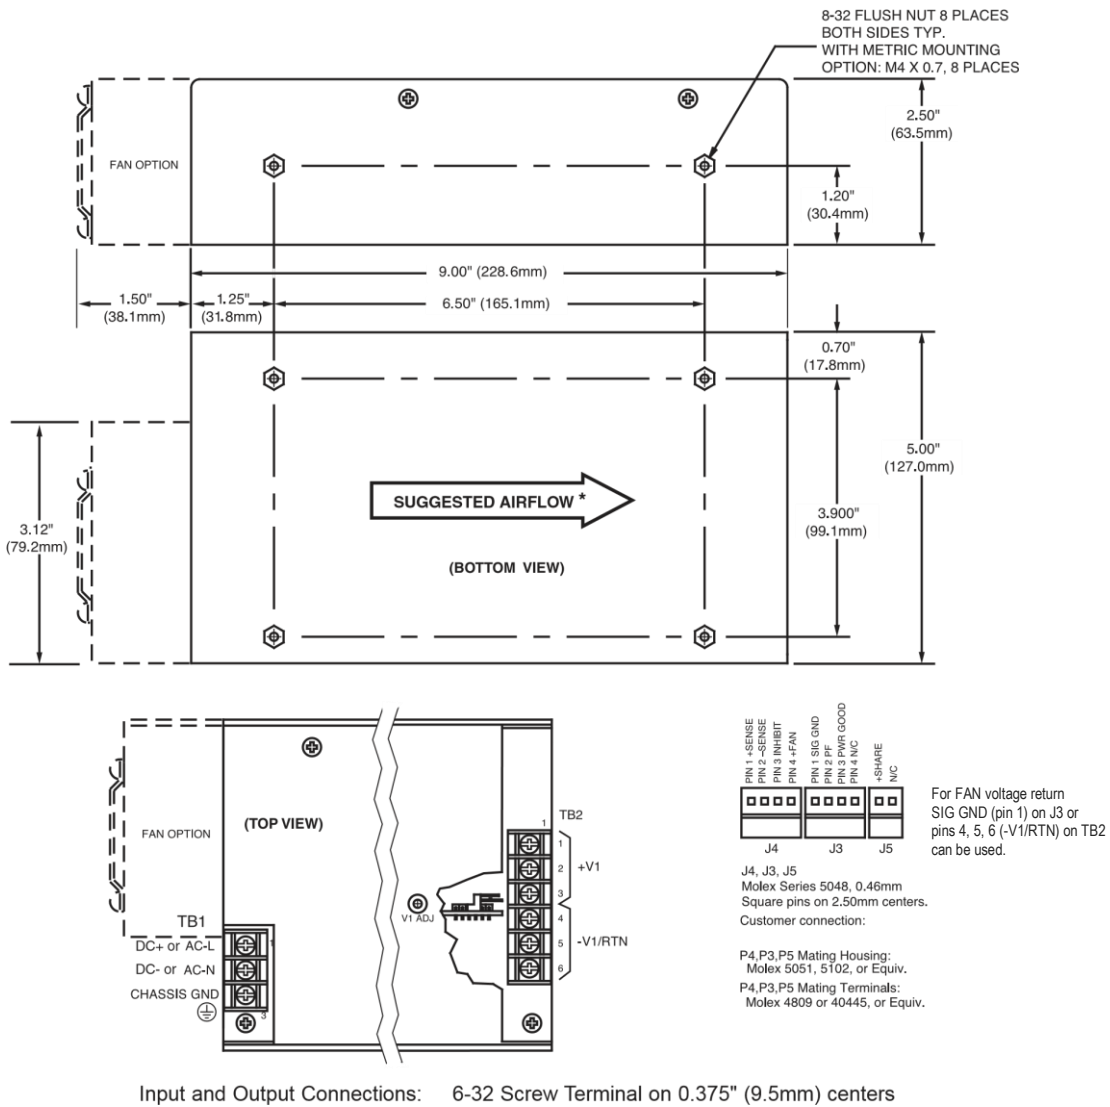 8-32 FLUSH NUT 8 PLACES
BOTH SIDES TYP.
WITH METRIC MOUNTING
OPTION: M4 X 0.7, 8 PLACES
2.50"
(63.5mm)
FAN OPTION
1.20"
(30.4mm)
9.00" (228.6mm)
1.50"
(38.1mm)
1.25"
(31.8mm)
6.50" (165.1mm)
0.70"
(17.8mm)
5.00"
(127.0mm)
SUGGESTED AIRFLOW *
3.900"
(99.1mm)
3.12"
(79.2mm)
(BOTTOM VIEW)
FAN OPTION
(TOP VIEW)
TB1
DC+ or AC-L
DC- or AC-N
CHASSIS GND
1
3
V1 ADJ
TB2
1
1
2
3
4
5
6
+V1
-V1/RTN
PIN 1 +SENSE
PIN 2 –SENSE
PIN 3 INHIBIT
PIN 4 +FAN
PIN 1 SIG GND
PIN 2 PF
PIN 3 PWR GOOD
PIN 4 N/C
+SHARE
N/C
J4
J3
J5
For FAN voltage return
SIG GND (pin 1) on J3 or
pins 4, 5, 6 (-V1/RTN) on TB2
can be used.
J4, J3, J5
Molex Series 5048, 0.46mm
Square pins on 2.50mm centers.
Customer connection:
P4,P3,P5 Mating Housing:
Molex 5051, 5102, or Equiv.
P4,P3,P5 Mating Terminals:
Molex 4809 or 40445, or Equiv.
Input and Output Connections: 6-32 Screw Terminal on 0.375" (9.5mm) centers